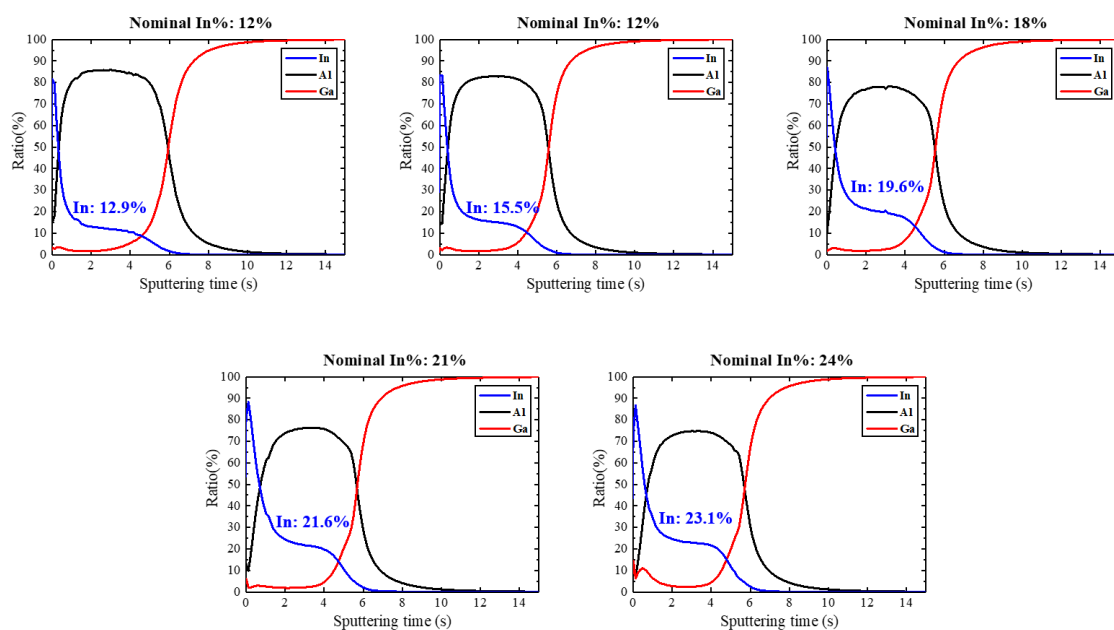 Nominal In%: 12%
100
90
80
70
60
50
40
30
20
10
0
Ratio(%)
In
Al
Ga
In: 12.9%
0 2 4 6 8 10 12 14
Sputtering time (s)
Nominal In%: 12%
100
90
80
70
60
50
40
30
20
10
0
Ratio(%)
In
Al
Ga
In: 15.5%
0 2 4 6 8 10 12 14
Sputtering time (s)
Nominal In%: 18%
100
90
80
70
60
50
40
30
20
10
0
Ratio(%)
In
Al
Ga
In: 19.6%
0 2 4 6 8 10 12 14
Sputtering time (s)
Nominal In%: 21%
100
90
80
70
60
50
40
30
20
10
0
Ratio(%)
In
Al
Ga
In: 21.6%
0 2 4 6 8 10 12 14
Sputtering time (s)
Nominal In%: 24%
100
90
80
70
60
50
40
30
20
10
0
Ratio(%)
In
Al
Ga
In: 23.1%
0 2 4 6 8 10 12 14
Sputtering time (s)